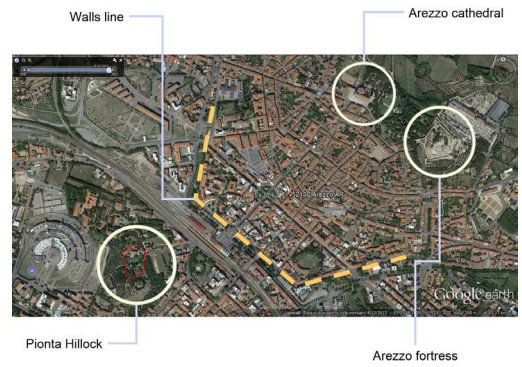 Walls line
Arezzo cathedral
Google earth
Pionta Hillock
Arezzo fortress